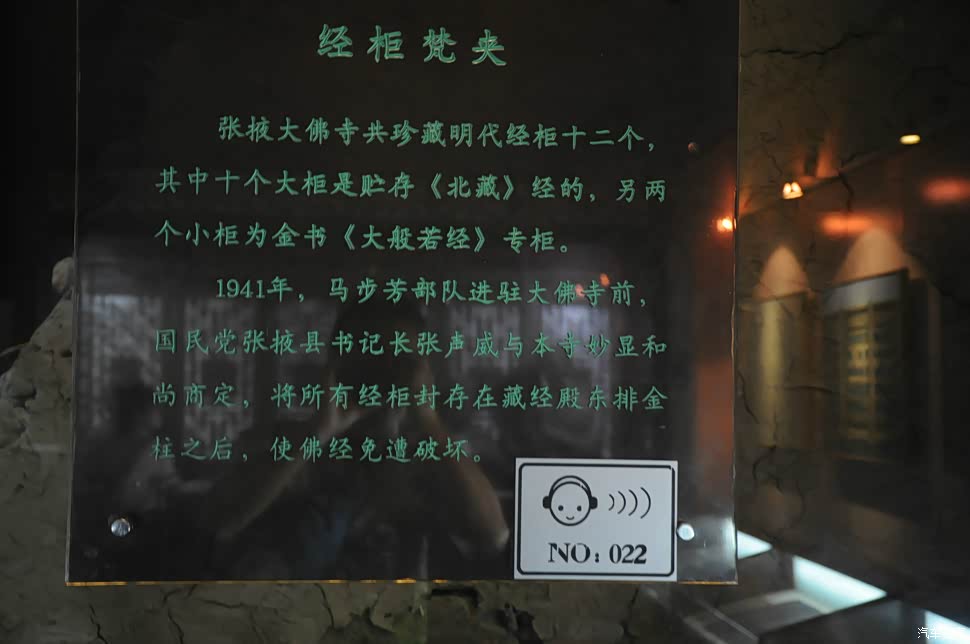 经柜梵夹
张掖大佛寺共珍藏明代经柜十二个，
其中十个大柜是贮存《北藏》经的，另两
个小柜为金书《大般若经》专柜。
1941年，马步芳部队进驻大佛寺前，
国民党张掖县书记长张声威与本寺妙显和
尚商定，将所有经柜封存在藏经殿东排金
柱之后，使佛经免遭破坏。
NO: 022
汽车